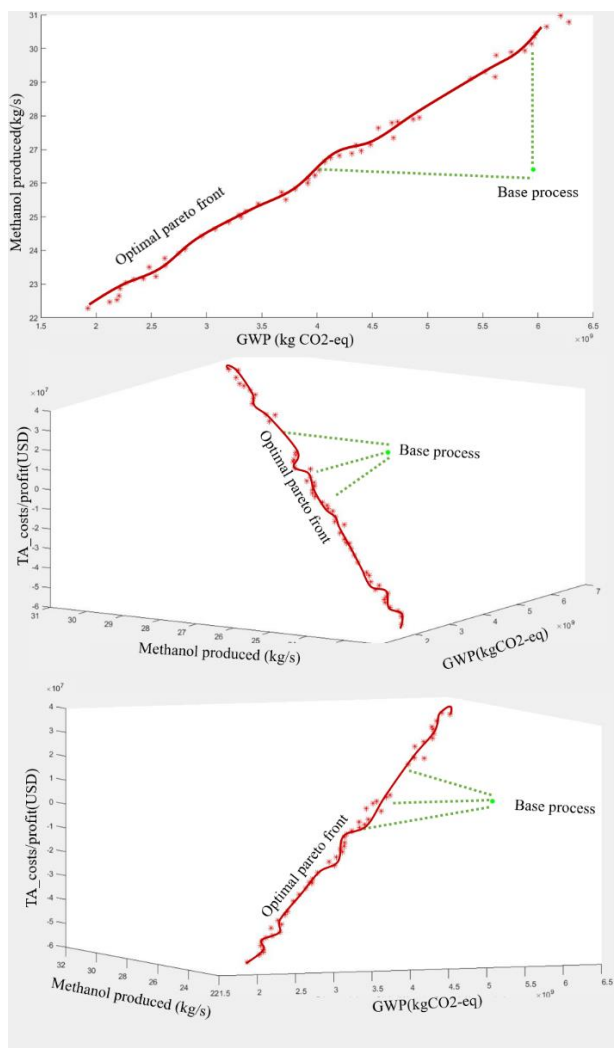 31
30
29
28
27
26
25
24
23
22
Methanol produced(kg/s)
Optimal pareto front
Base process
1.5 2 2.5 3 3.5 4 4.5 5 5.5 6 6.5
×10⁹
GWP (kg CO2-eq)
×10⁷
4
3
2
1
0
-1
-2
-3
-4
-5
-6
TA_costs/profit(USD)
Optimal pareto front
Base process
31 30 29 28 27 26 25 24
Methanol produced (kg/s)
2 3 4 5 6 7
×10⁹
GWP(kgCO2-eq)
×10⁷
4
3
2
1
0
-1
-2
-3
-4
-5
-6
TA_costs/profit(USD)
Optimal pareto front
Base process
32 30 28 26 24 22
Methanol produced (kg/s)
1.5 2 2.5 3 3.5 4 4.5 5 5.5 6 6.5
×10⁹
GWP(kgCO2-eq)